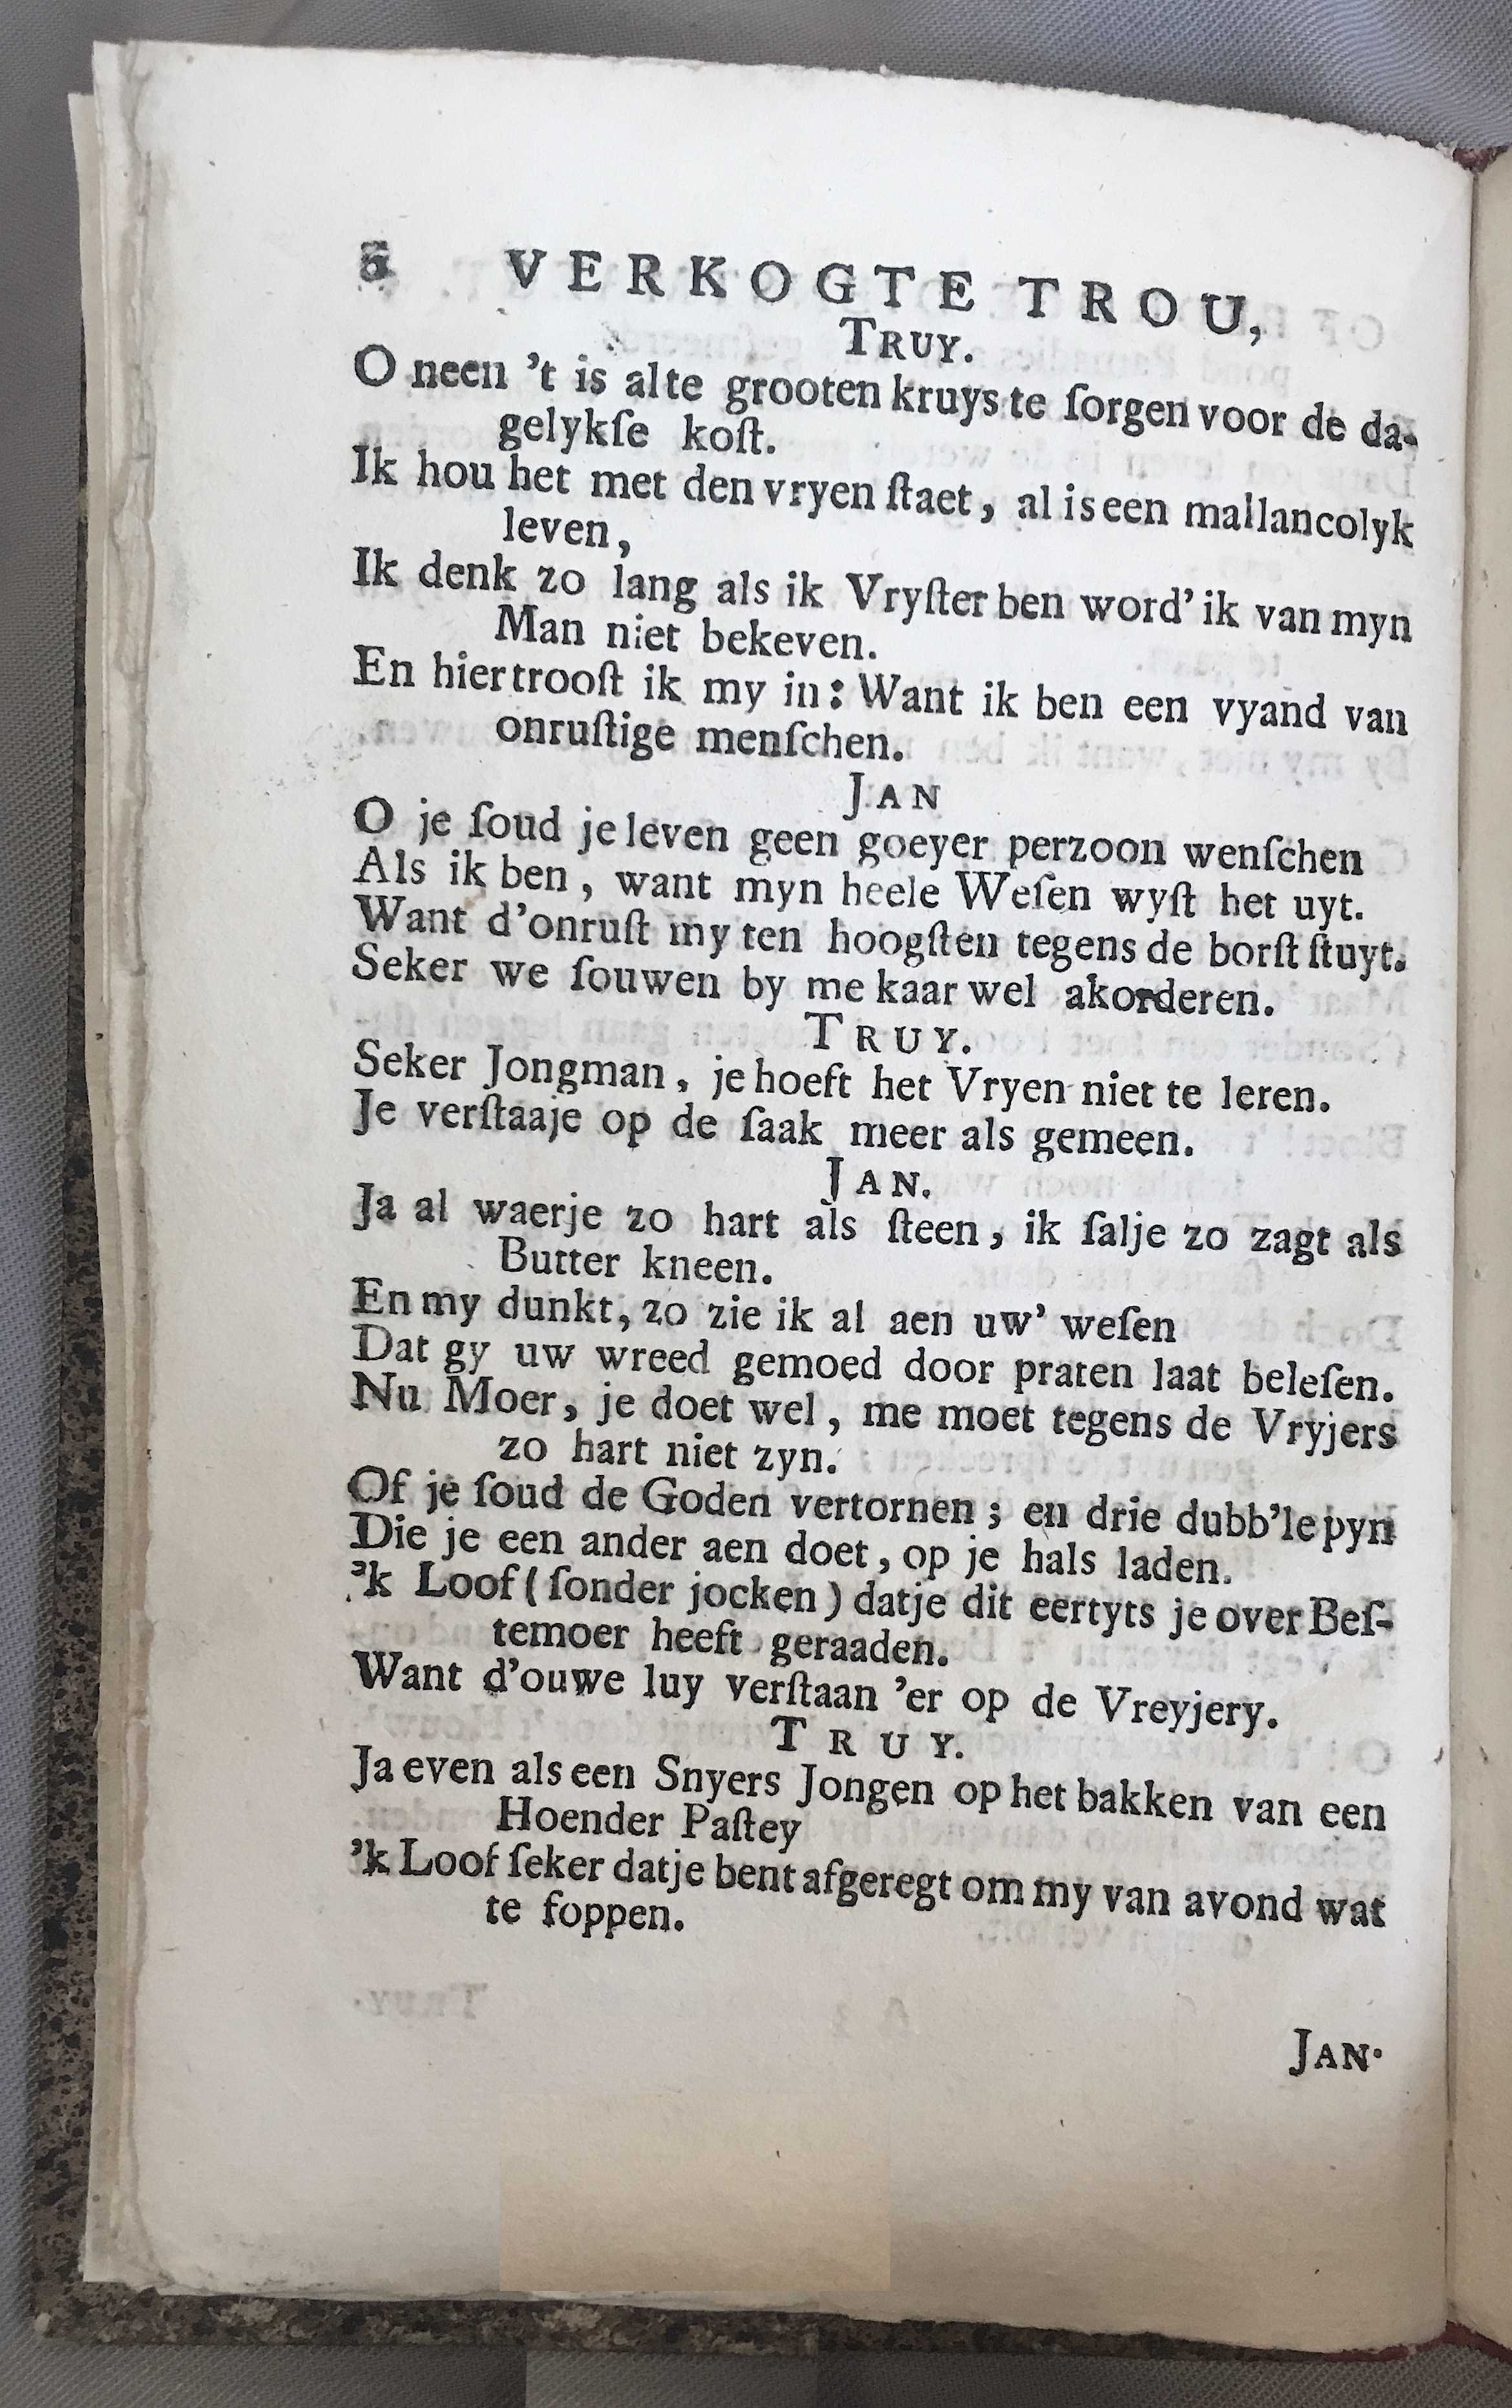 VERKOGTE TROU,
TRUY.
O neen 't is al te grooten kruys te ſorgen voor de da-
gelykſe koſt.
Ik hou het met den vryen ſtaet, al is een mallancolyk
leven,
Ik denk zo lang als ik Vryſter ben word' ik van myn
Man niet bekeven.
En hier trooſt ik my in: Want ik ben een vyand van
onruſtige menſchen.
JAN
O je ſoud je leven geen goeyer perzoon wenſchen
Als ik ben, want myn heele Weſen wyſt het uyt.
Want d'onruſt my ten hoogſten tegens de borſt ſtuyt.
Seker we ſouwen by me kaar wel akorderen.
TRUY.
Seker Jongman, je hoeft het Vryen niet te leren.
Je verſtaaje op de ſaak meer als gemeen.
JAN.
Ja al waerje zo hart als ſteen, ik ſalje zo zagt als
Butter kneen.
En my dunkt, zo zie ik al aen uw' weſen
Dat gy uw wreed gemoed door praten laat beleſen.
Nu Moer, je doet wel, me moet tegens de Vryjers
zo hart niet zyn.
Of je ſoud de Goden vertornen; en drie dubb'le pyn
Die je een ander aen doet, op je hals laden.
'k Loof (ſonder jocken) datje dit eertyts je over Beſ-
temoer heeft geraaden.
Want d'ouwe luy verſtaan 'er op de Vreyjery.
TRUY.
Ja even als een Snyers Jongen op het bakken van een
Hoender Paſtey
'k Loof ſeker datje bent afgeregt om my van avond wat
te foppen.
JAN.